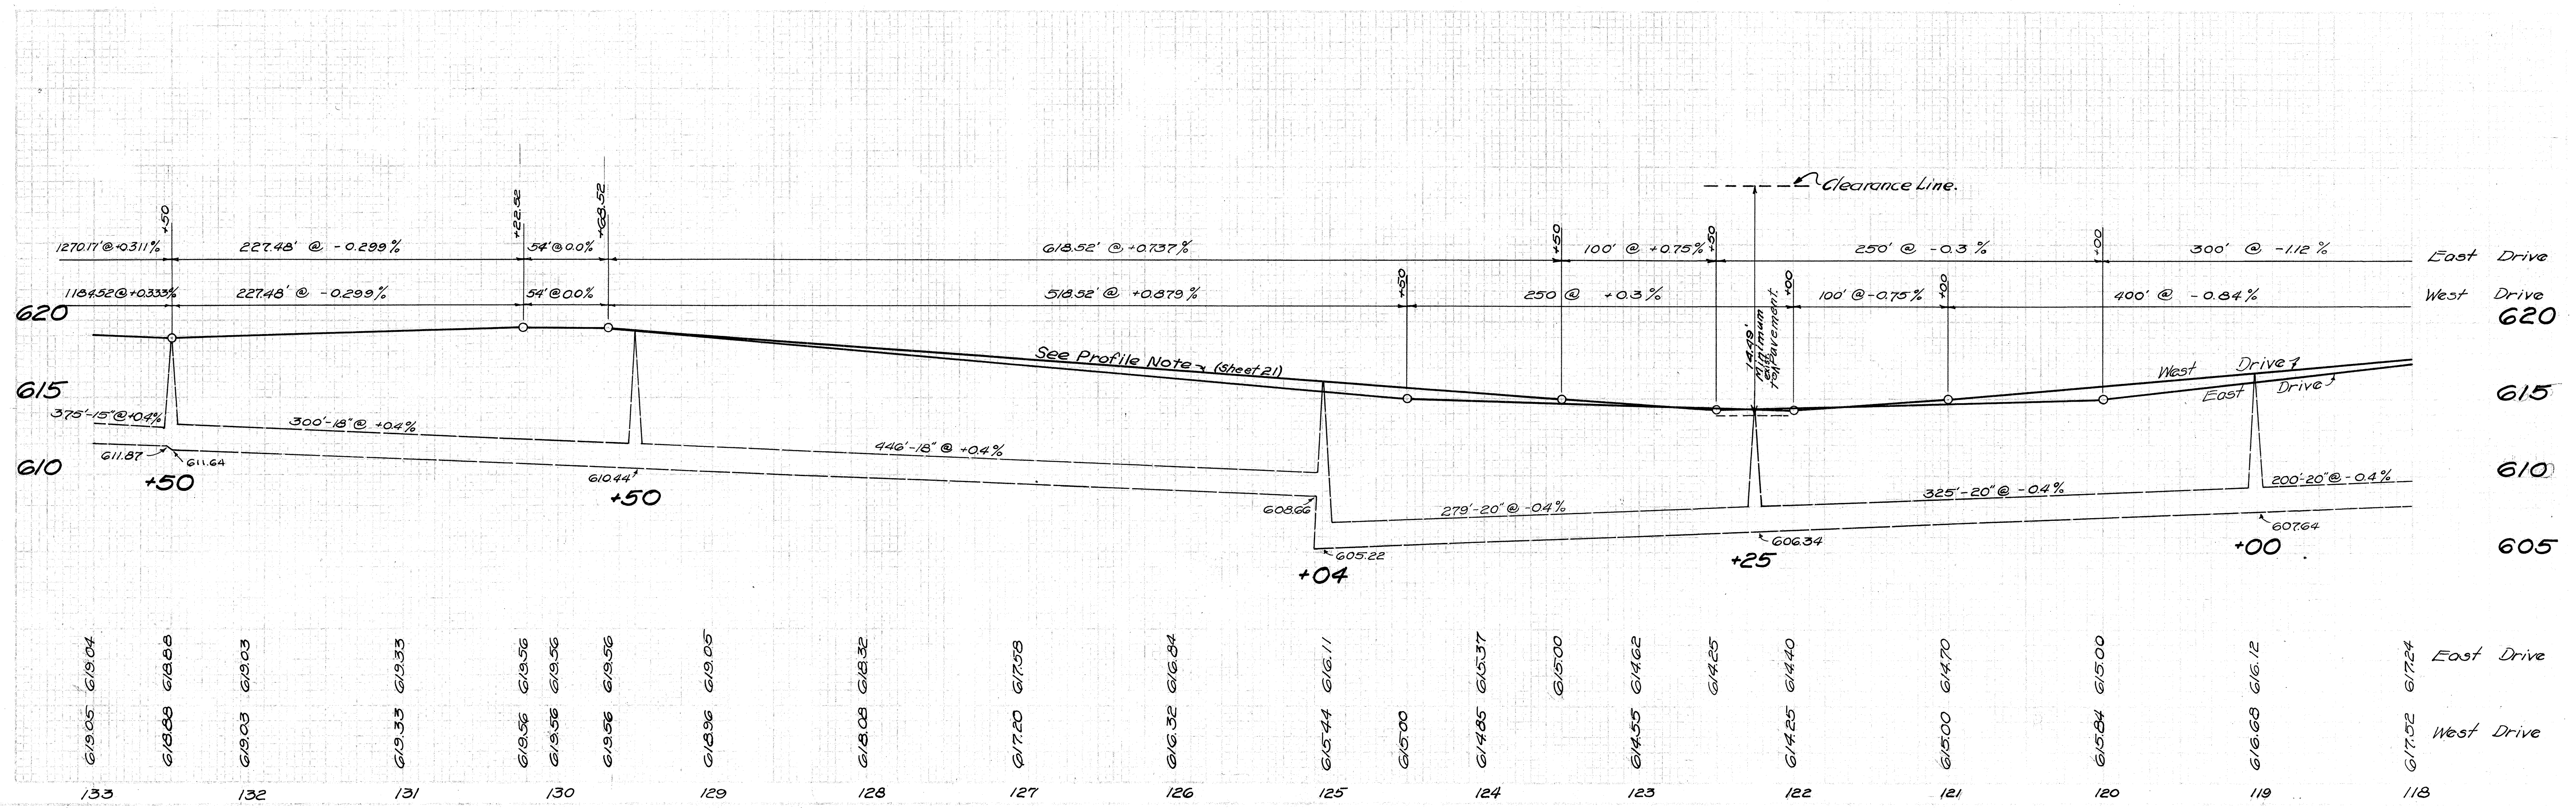 Clearance Line.
+50
+22.52
+68.52
+50
+50
+00
1270.17'@+0.311%
227.48' @ -0.299%
54'@0.0%
618.52' @ +0.737%
100' @ +0.75%
250' @ -0.3%
300' @ -1.12%
East Drive
+50
+00
+00
1184.52@+0.333%
227.48' @ -0.299%
54'@0.0%
518.52' @ +0.879%
250 @ +0.3%
100'@-0.75%
400' @ -0.84%
West Drive
620
620
14.49'
Minimum
exist.
To Pavement.
See Profile Note (Sheet 21)
West Drive
East Drive
615
615
375'-15"@+0.4%
300'-18" @ +0.4%
446'-18" @ +0.4%
279'-20" @ -0.4%
325'-20" @ -0.4%
200'-20" @ -0.4%
611.87
611.64
610
610
+50
610.44
+50
608.66
607.64
605.22
606.34
605
+04
+25
+00
619.04 618.88 619.03 619.33 619.56 619.56 619.56 619.05 618.32 617.58 616.84 616.11 615.37 615.00 614.62 614.25 614.40 614.70 615.00 616.12 617.24 East Drive
619.05 618.88 619.03 619.33 619.56 619.56 619.56 618.96 618.08 617.20 616.32 615.44 615.00 614.85 614.55 614.25 615.00 615.84 616.68 617.52 West Drive
133 132 131 130 129 128 127 126 125 124 123 122 121 120 119 118